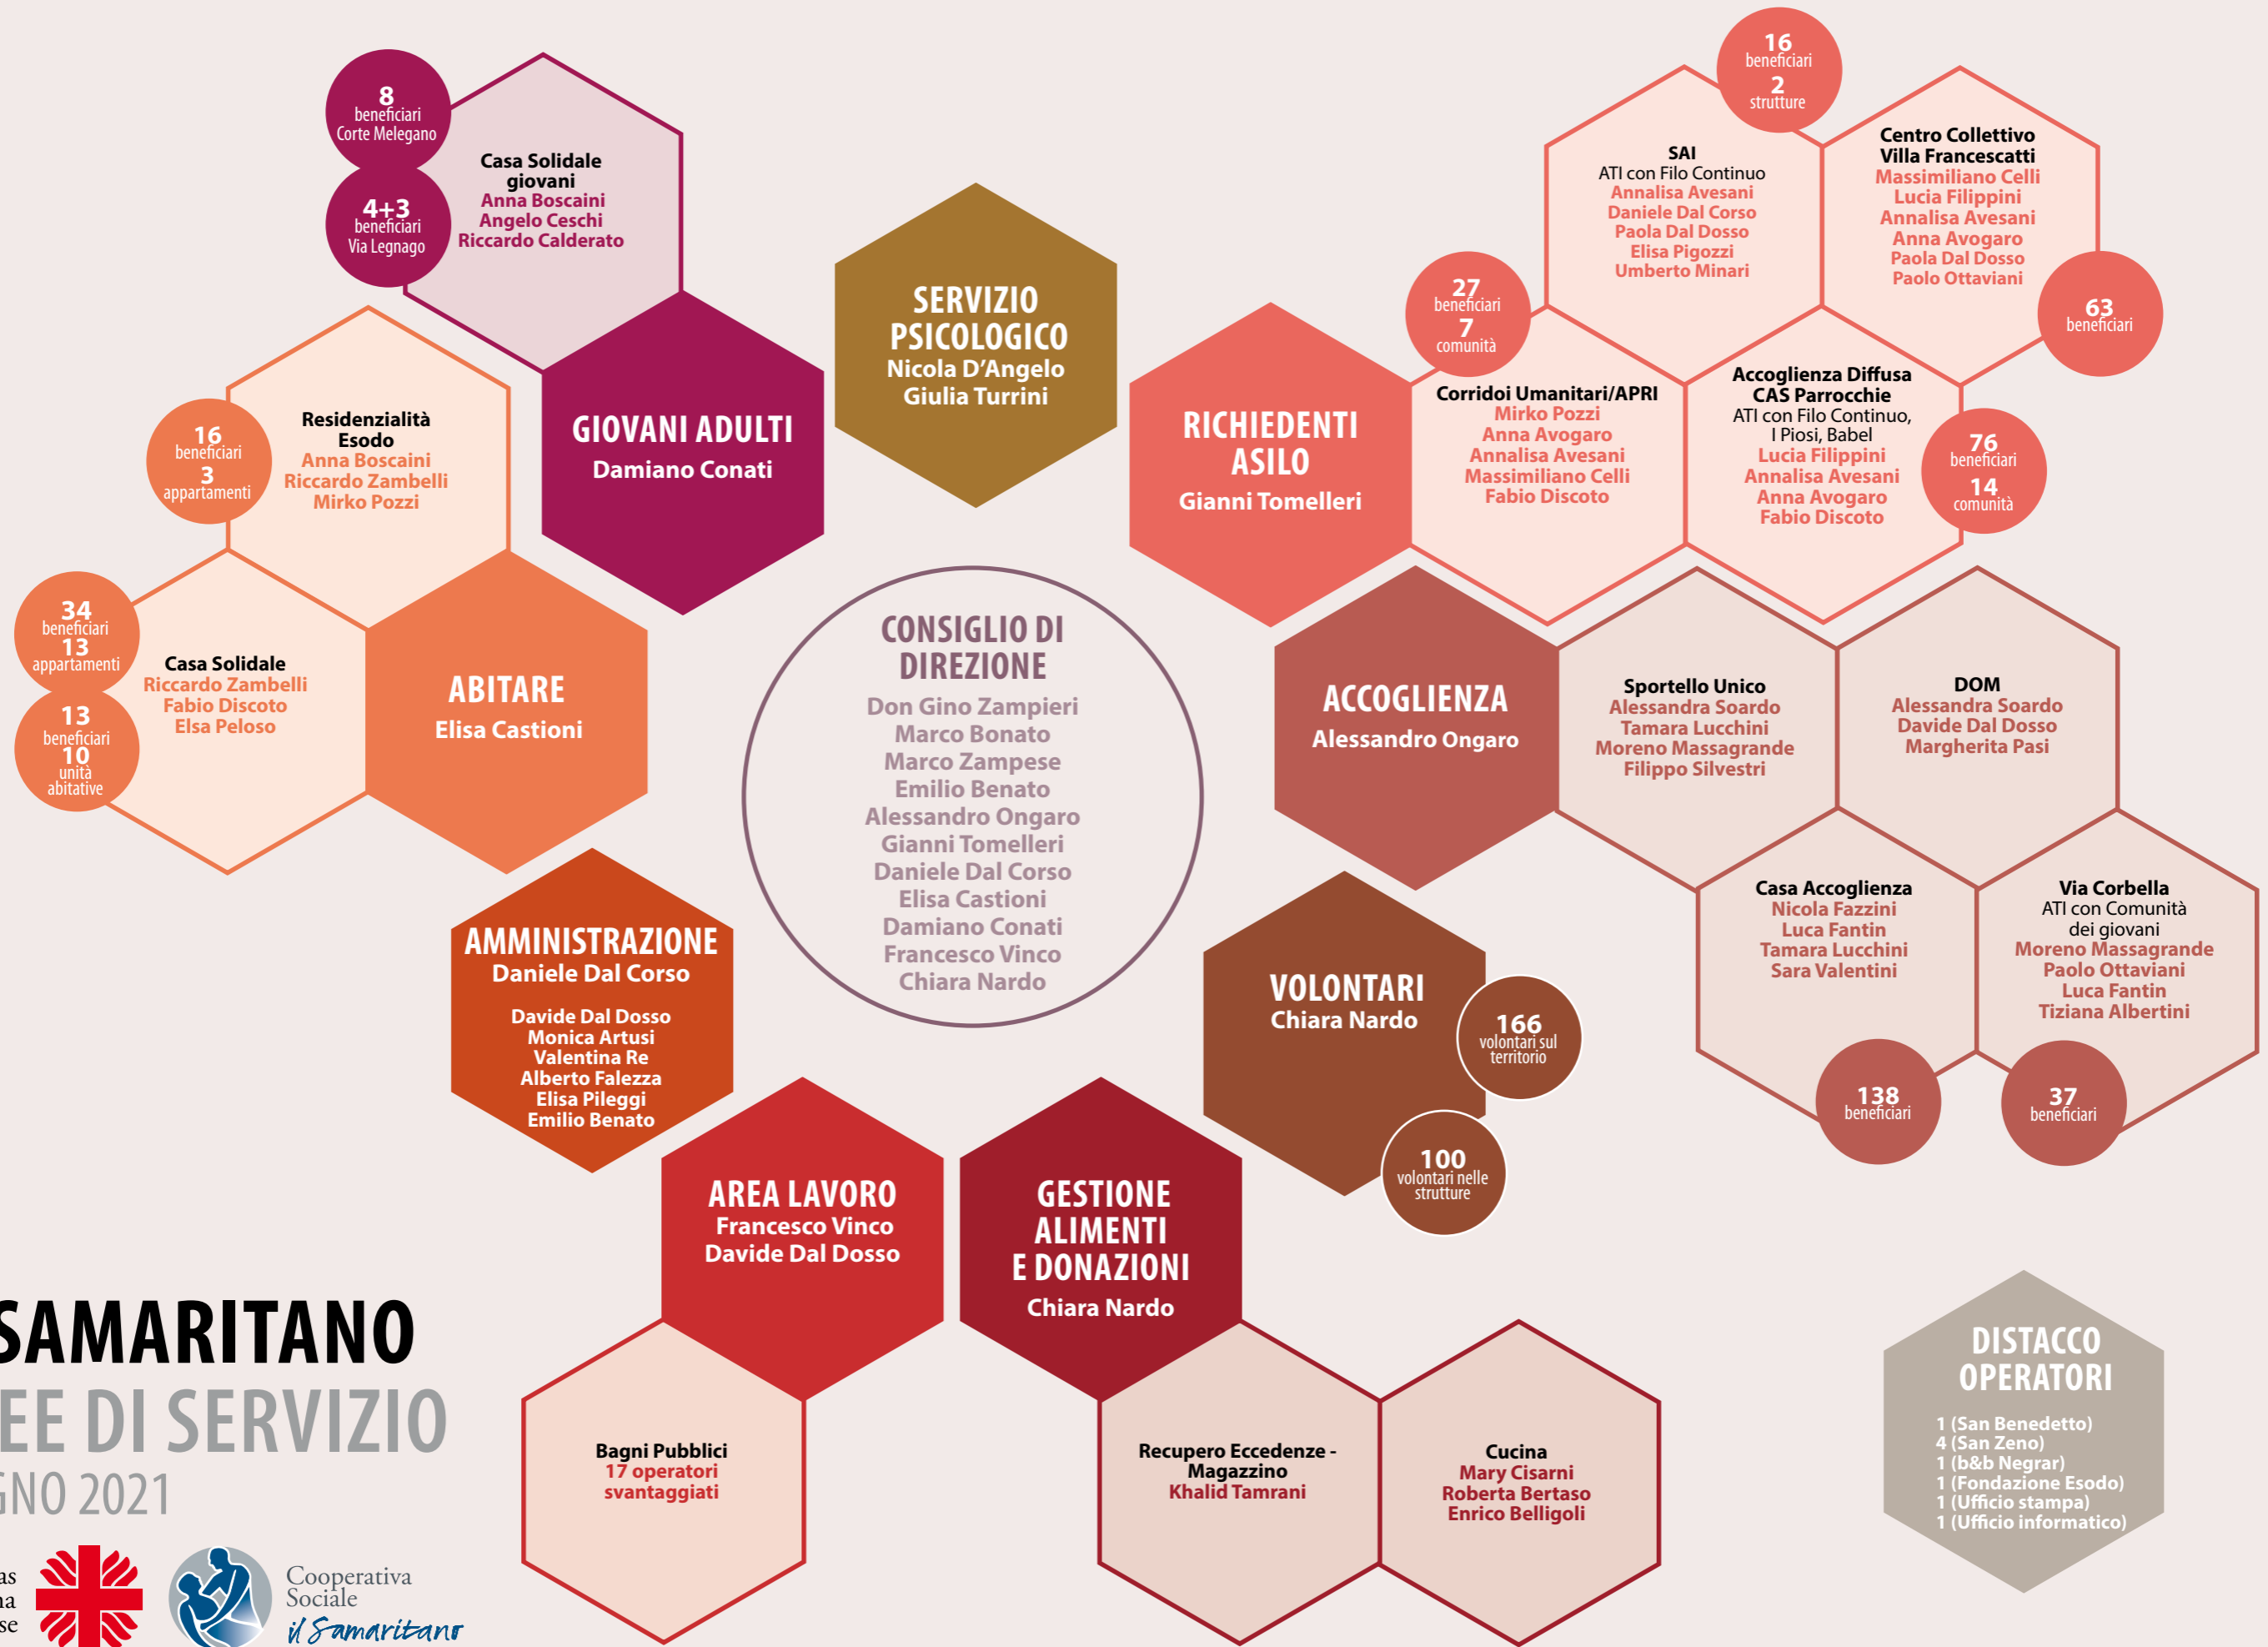 8
beneficiari
Corte Melegano
4+3
beneficiari
Via Legnago
Casa Solidale
giovani
Anna Boscaini
Angelo Ceschi
Riccardo Calderato
GIOVANI ADULTI
Damiano Conati
16
beneficiari
3
appartamenti
Residenzialità
Esodo
Anna Boscaini
Riccardo Zambelli
Mirko Pozzi
34
beneficiari
13
appartamenti
13
beneficiari
10
unità
abitative
Casa Solidale
Riccardo Zambelli
Fabio Discoto
Elsa Peloso
ABITARE
Elisa Castioni
SERVIZIO
PSICOLOGICO
Nicola D’Angelo
Giulia Turrini
RICHIEDENTI
ASILO
Gianni Tomelleri
16
beneficiari
2
strutture
SAI
ATI con Filo Continuo
Annalisa Avesani
Daniele Dal Corso
Paola Dal Dosso
Elisa Pigozzi
Umberto Minari
Centro Collettivo
Villa Francescatti
Massimiliano Celli
Lucia Filippini
Annalisa Avesani
Anna Avogaro
Paola Dal Dosso
Paolo Ottaviani
63
beneficiari
27
beneficiari
7
comunità
Corridoi Umanitari/APRI
Mirko Pozzi
Anna Avogaro
Annalisa Avesani
Massimiliano Celli
Fabio Discoto
Accoglienza Diffusa
CAS Parrocchie
ATI con Filo Continuo,
I Piosi, Babel
Lucia Filippini
Annalisa Avesani
Anna Avogaro
Fabio Discoto
76
beneficiari
14
comunità
CONSIGLIO DI
DIREZIONE
Don Gino Zampieri
Marco Bonato
Marco Zampese
Emilio Benato
Alessandro Ongaro
Gianni Tomelleri
Daniele Dal Corso
Elisa Castioni
Damiano Conati
Francesco Vinco
Chiara Nardo
ACCOGLIENZA
Alessandro Ongaro
Sportello Unico
Alessandra Soardo
Tamara Lucchini
Moreno Massagrande
Filippo Silvestri
DOM
Alessandra Soardo
Davide Dal Dosso
Margherita Pasi
Casa Accoglienza
Nicola Fazzini
Luca Fantin
Tamara Lucchini
Sara Valentini
138
beneficiari
Via Corbella
ATI con Comunità
dei giovani
Moreno Massagrande
Paolo Ottaviani
Luca Fantin
Tiziana Albertini
37
beneficiari
AMMINISTRAZIONE
Daniele Dal Corso
Davide Dal Dosso
Monica Artusi
Valentina Re
Alberto Falezza
Elisa Pileggi
Emilio Benato
VOLONTARI
Chiara Nardo
166
volontari sul
territorio
100
volontari nelle
strutture
AREA LAVORO
Francesco Vinco
Davide Dal Dosso
Bagni Pubblici
17 operatori
svantaggiati
GESTIONE
ALIMENTI
E DONAZIONI
Chiara Nardo
Recupero Eccedenze -
Magazzino
Khalid Tamrani
Cucina
Mary Cisarni
Roberta Bertaso
Enrico Belligoli
DISTACCO
OPERATORI
1 (San Benedetto)
4 (San Zeno)
1 (b&b Negrar)
1 (Fondazione Esodo)
1 (Ufficio stampa)
1 (Ufficio informatico)
SAMARITANO
EE DI SERVIZIO
GNO 2021
as
na
se
Cooperativa
Sociale
il Samaritano